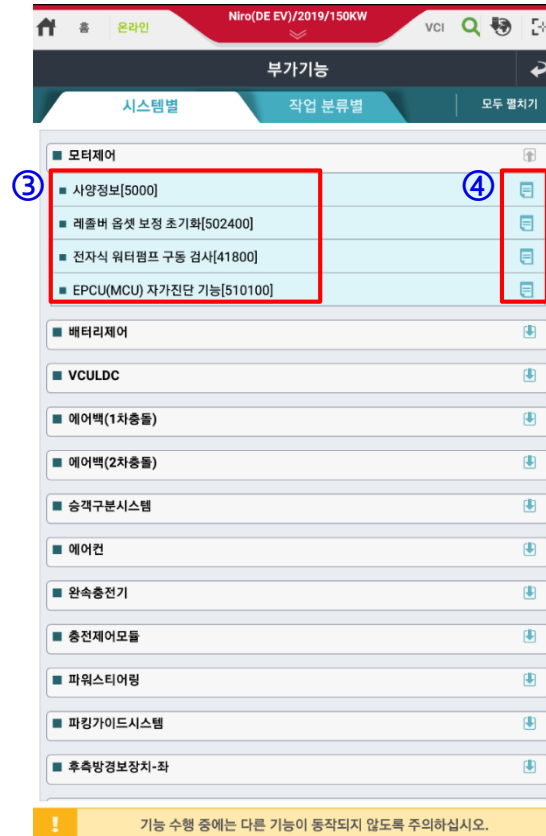 Niro(DE EV)/2019/150KW
홈 온라인 VCI
부가기능
시스템별 작업 분류별 모두 펼치기
■ 모터제어
③ ④
■ 사양정보[5000]
■ 레졸버 옵셋 보정 초기화[502400]
■ 전자식 워터펌프 구동 검사[41800]
■ EPCU(MCU) 자가진단 기능[510100]
■ 배터리제어
■ VCULDC
■ 에어백(1차충돌)
■ 에어백(2차충돌)
■ 승객구분시스템
■ 에어컨
■ 완속충전기
■ 충전제어모듈
■ 파워스티어링
■ 파킹가이드시스템
■ 후측방경보장치-좌
! 기능 수행 중에는 다른 기능이 동작되지 않도록 주의하십시오.